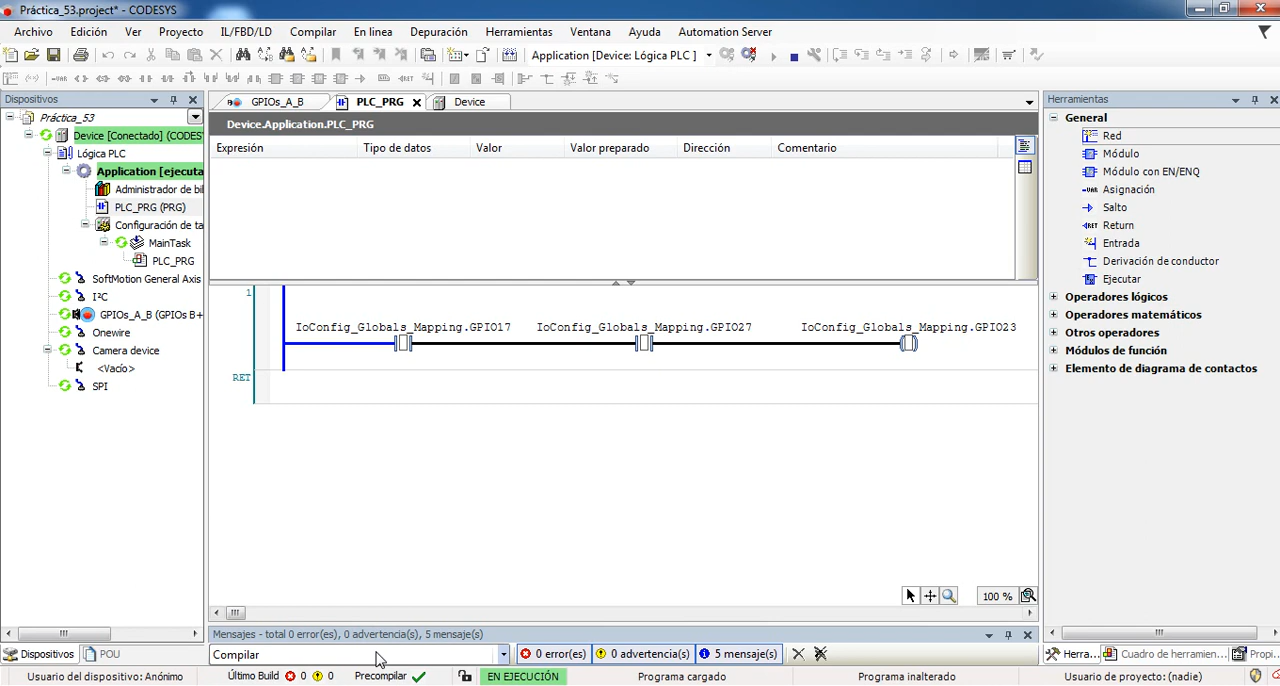 Práctica_53.project* - CODESYS
Archivo Edición Ver Proyecto IL/FBD/LD Compilar En linea Depuración Herramientas Ventana Ayuda Automation Server
Application [Device: Lógica PLC ]
Dispositivos
Práctica_53
Device [Conectado] (CODES
Lógica PLC
Application [ejecuta
Administrador de bil
PLC_PRG (PRG)
Configuración de ta
MainTask
PLC_PRG
SoftMotion General Axis
I²C
GPIOs_A_B (GPIOs B+
Onewire
Camera device
<Vacío>
SPI
Dispositivos POU
GPIOs_A_B PLC_PRG Device
Device.Application.PLC_PRG
Expresión Tipo de datos Valor Valor preparado Dirección Comentario
1
IoConfig_Globals_Mapping.GPIO17 IoConfig_Globals_Mapping.GPIO27 IoConfig_Globals_Mapping.GPIO23
RET
100 %
Mensajes - total 0 error(es), 0 advertencia(s), 5 mensaje(s)
Compilar 0 error(es) 0 advertencia(s) 5 mensaje(s)
Herramientas
General
Red
Módulo
Módulo con EN/ENQ
Asignación
Salto
Return
Entrada
Derivación de conductor
Ejecutar
Operadores lógicos
Operadores matemáticos
Otros operadores
Módulos de función
Elemento de diagrama de contactos
Herra... Cuadro de herramien... Propi...
Usuario del dispositivo: Anónimo Último Build 0 0 Precompilar EN EJECUCIÓN Programa cargado Programa inalterado Usuario de proyecto: (nadie)